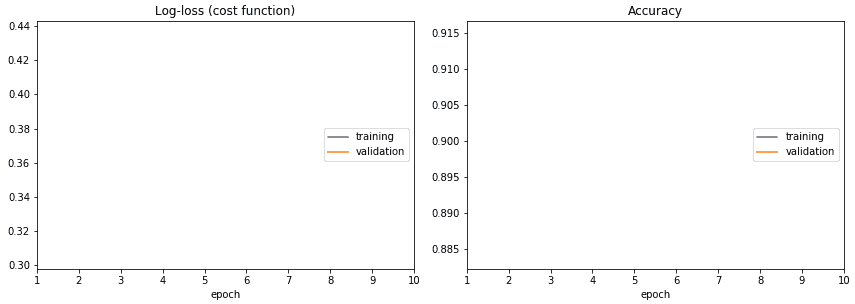 Log-loss (cost function)
0.44
0.42
0.40
0.38
0.36
0.34
0.32
0.30
1 2 3 4 5 6 7 8 9 10
epoch
training
validation
Accuracy
0.915
0.910
0.905
0.900
0.895
0.890
0.885
1 2 3 4 5 6 7 8 9 10
epoch
training
validation